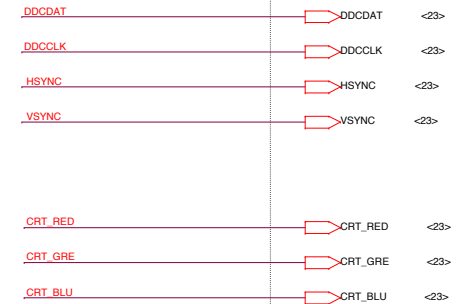 DDCDAT DDCDAT <23>
DDCCLK DDCCLK <23>
HSYNC HSYNC <23>
VSYNC VSYNC <23>
CRT_RED CRT_RED <23>
CRT_GRE CRT_GRE <23>
CRT_BLU CRT_BLU <23>